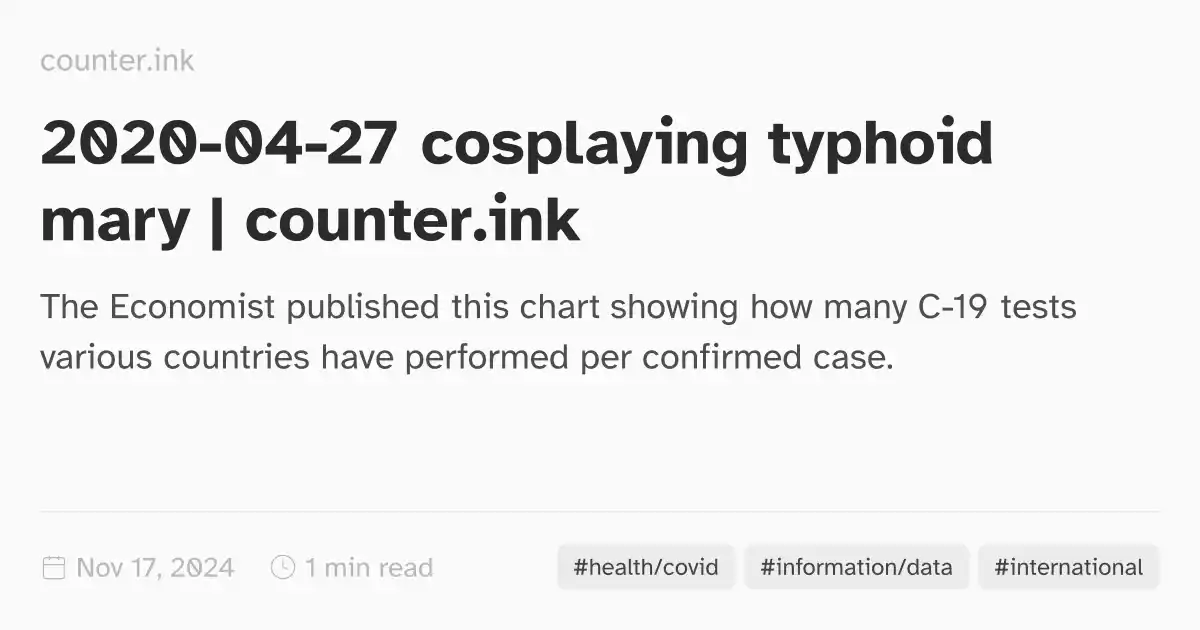 counter.ink
2020-04-27 cosplaying typhoid
mary | counter.ink
The Economist published this chart showing how many C-19 tests
various countries have performed per confirmed case.
Nov 17, 2024 1 min read #health/covid #information/data #international